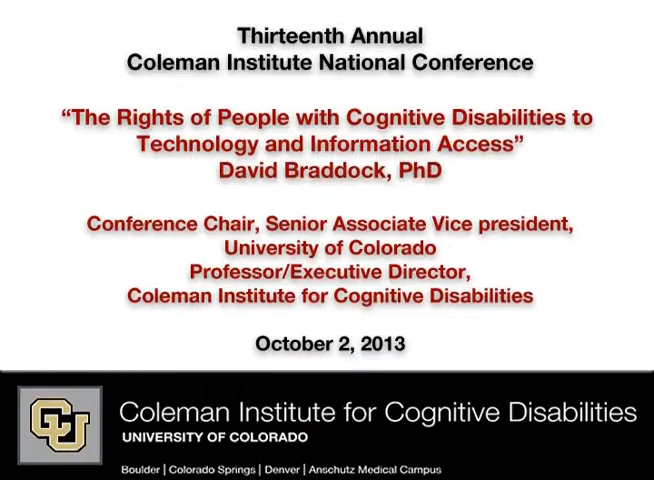 Thirteenth Annual
Coleman Institute National Conference
“The Rights of People with Cognitive Disabilities to
Technology and Information Access”
David Braddock, PhD
Conference Chair, Senior Associate Vice president,
University of Colorado
Professor/Executive Director,
Coleman Institute for Cognitive Disabilities
October 2, 2013
CU
Coleman Institute for Cognitive Disabilities
UNIVERSITY OF COLORADO
Boulder | Colorado Springs | Denver | Anschutz Medical Campus